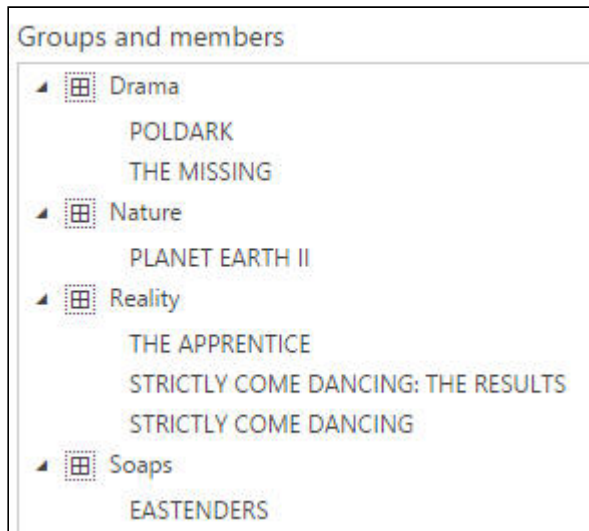 Groups and members
Drama
POLDARK
THE MISSING
Nature
PLANET EARTH II
Reality
THE APPRENTICE
STRICTLY COME DANCING: THE RESULTS
STRICTLY COME DANCING
Soaps
EASTENDERS